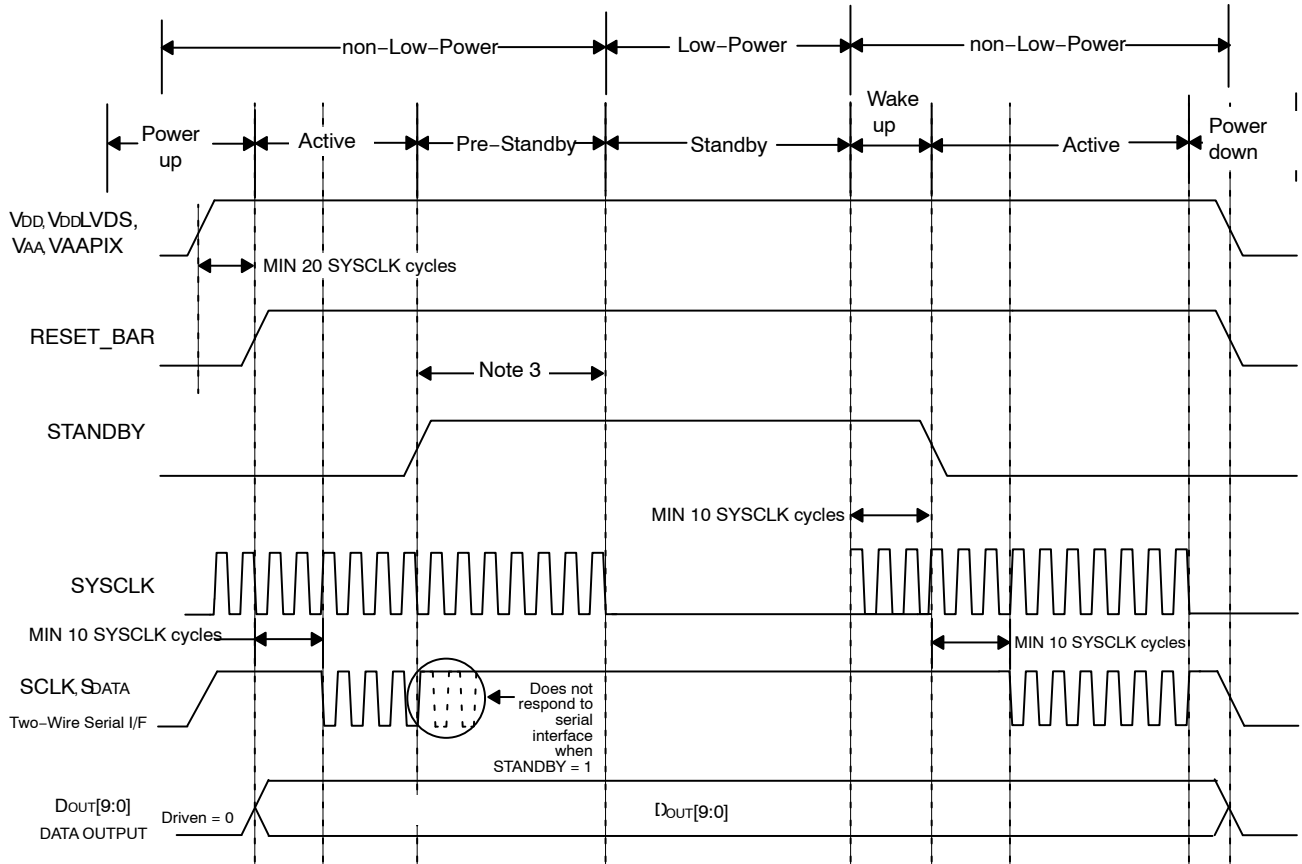 non-Low-Power
Low-Power
non-Low-Power
Power
up
Active
Pre-Standby
Standby
Wake
up
Active
Power
down
VDD, VDDLVDS,
VAA, VAAPIX
MIN 20 SYSCLK cycles
RESET_BAR
Note 3
STANDBY
MIN 10 SYSCLK cycles
SYSCLK
MIN 10 SYSCLK cycles
MIN 10 SYSCLK cycles
SCLK, SDATA
Two-Wire Serial I/F
Does not
respond to
serial
interface
when
STANDBY = 1
DOUT[9:0]
DATA OUTPUT
Driven = 0
DOUT[9:0]